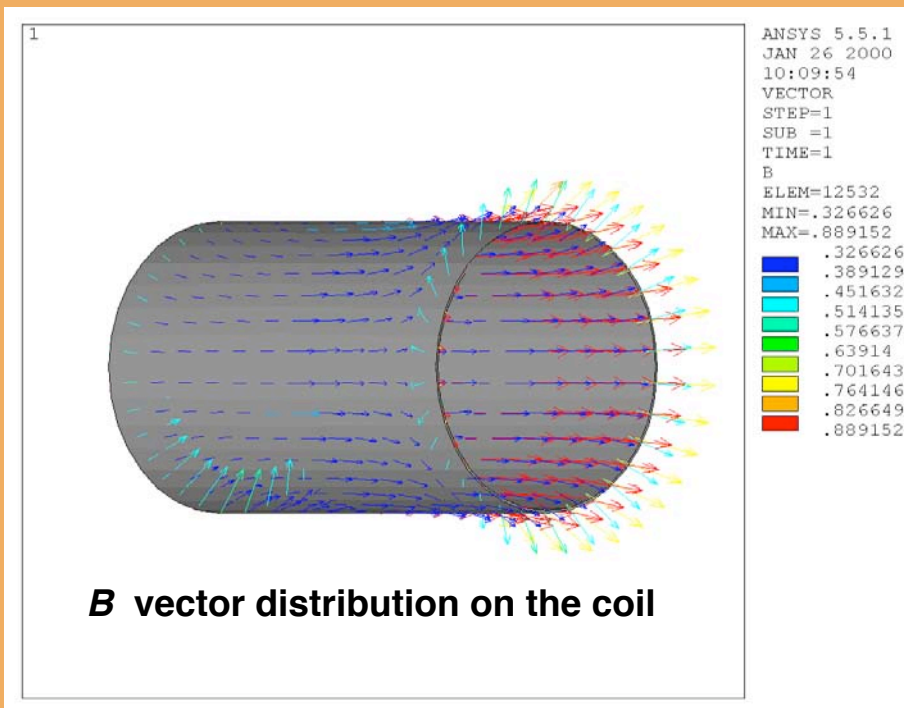 1
ANSYS 5.5.1
JAN 26 2000
10:09:54
VECTOR
STEP=1
SUB =1
TIME=1
B
ELEM=12532
MIN=.326626
MAX=.889152
.326626
.389129
.451632
.514135
.576637
.63914
.701643
.764146
.826649
.889152
B vector distribution on the coil